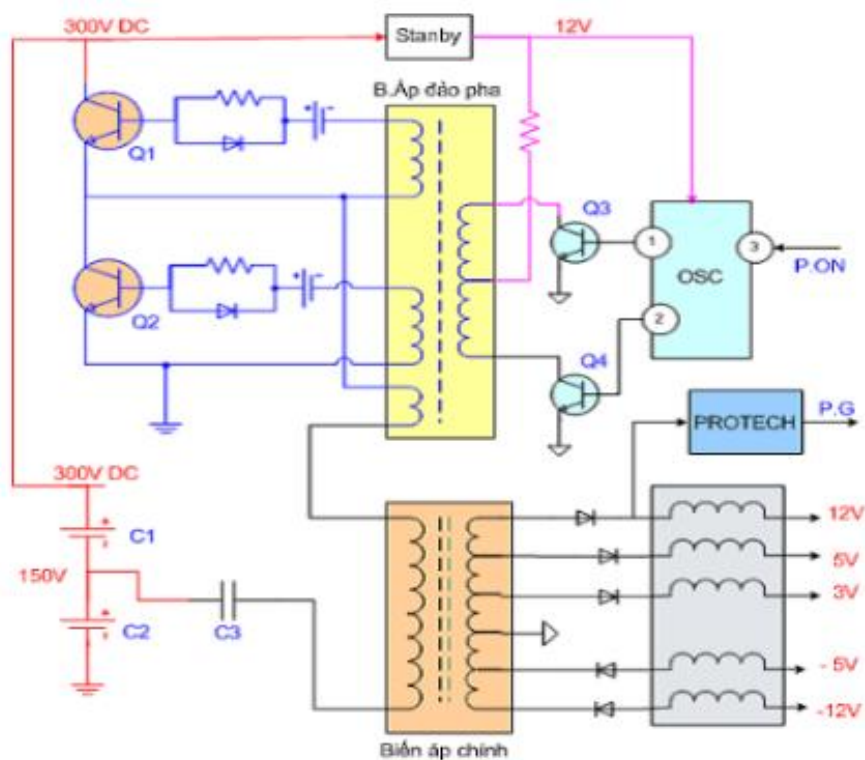 300V DC
Stanby
12V
B.Áp đảo pha
Q1
Q3
1
3
OSC
P.ON
Q2
2
Q4
P.G
PROTECH
300V DC
C1
12V
150V
5V
3V
C2
C3
- 5V
-12V
Biến áp chính